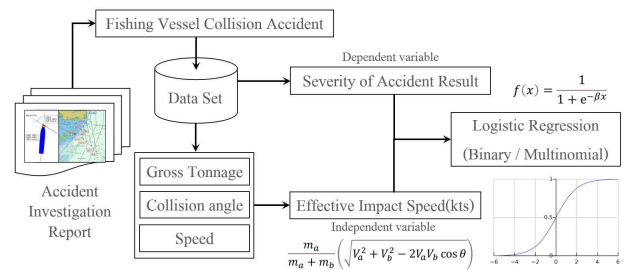 Fishing Vessel Collision Accident
Dependent variable
Severity of Accident Result
Data Set
f(x) = 1 / (1 + e^{-βx})
Logistic Regression
(Binary / Multinomial)
Accident
Investigation
Report
Gross Tonnage
Collision angle
Speed
Effective Impact Speed(kts)
Independent variable
m_a / (m_a + m_b) (√(V_a^2 + V_b^2 − 2V_aV_b cos θ))
1
0.5
0
−6 −4 −2 0 2 4 6